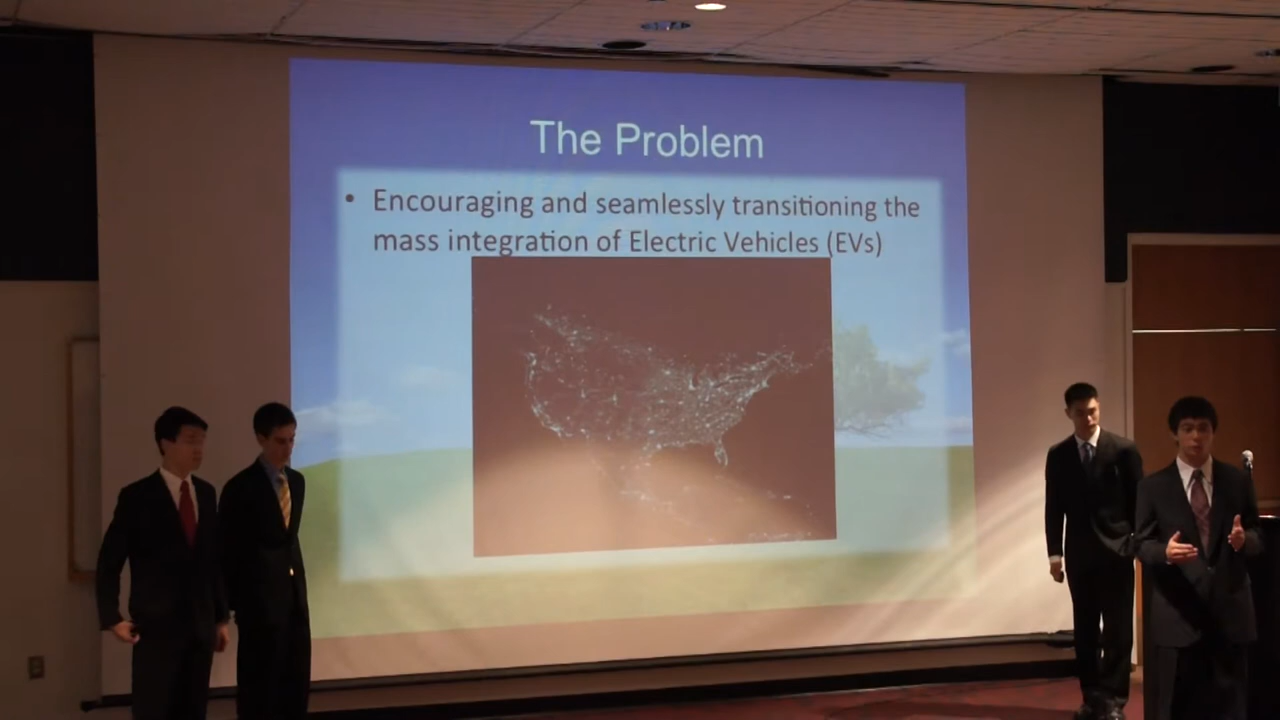 The Problem
• Encouraging and seamlessly transitioning the
mass integration of Electric Vehicles (EVs)